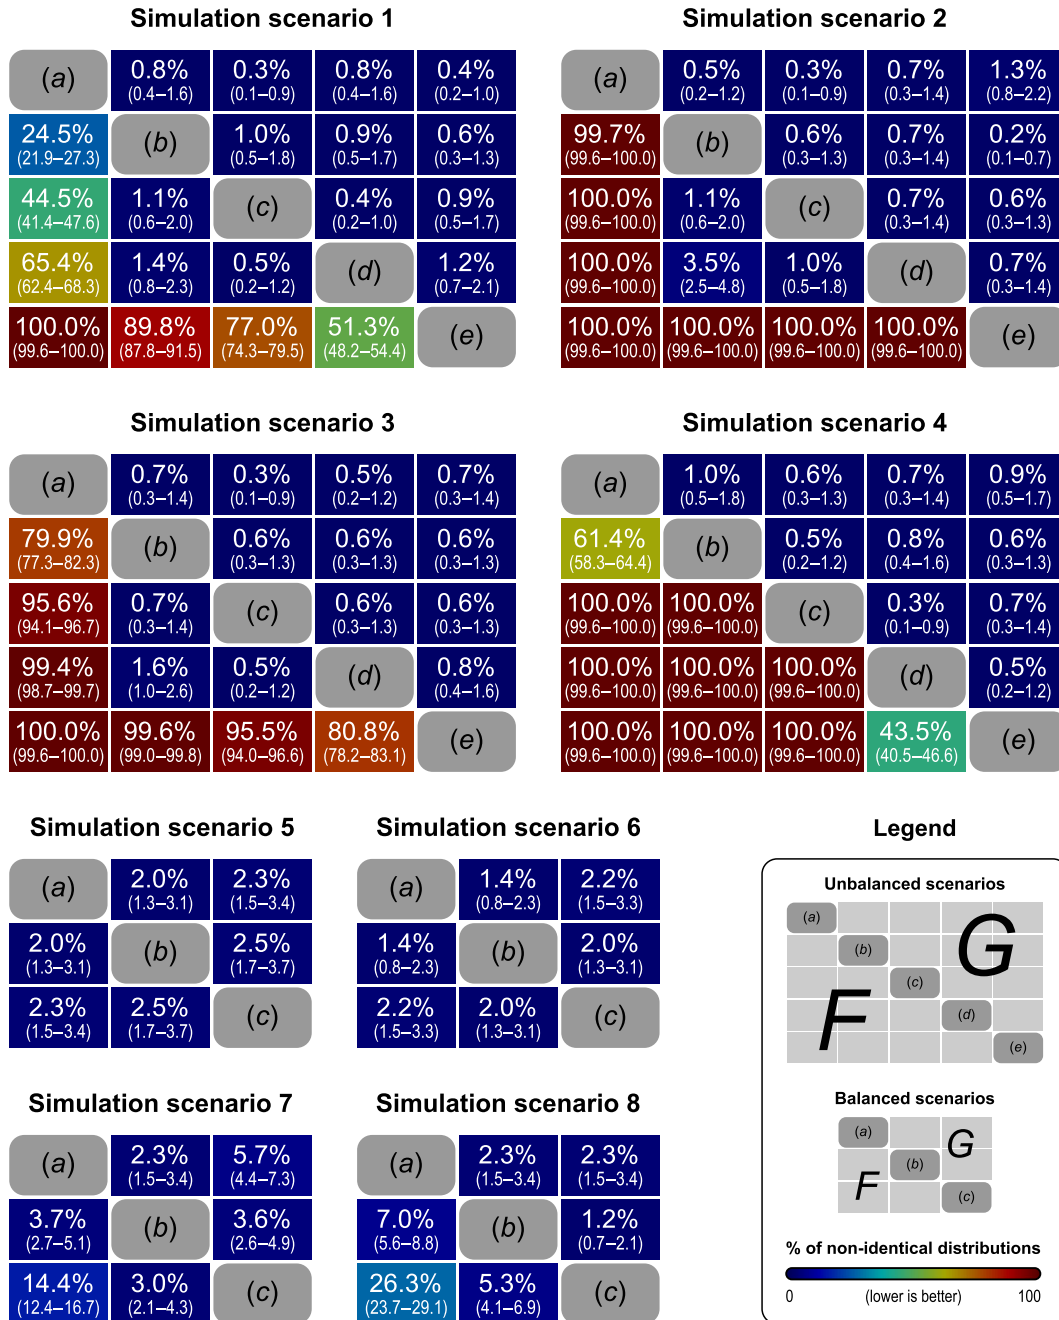 Simulation scenario 1
(a) 0.8% 0.3% 0.8% 0.4%
(0.4–1.6) (0.1–0.9) (0.4–1.6) (0.2–1.0)
24.5% (b) 1.0% 0.9% 0.6%
(21.9–27.3) (0.5–1.8) (0.5–1.7) (0.3–1.3)
44.5% 1.1% (c) 0.4% 0.9%
(41.4–47.6) (0.6–2.0) (0.2–1.0) (0.5–1.7)
65.4% 1.4% 0.5% (d) 1.2%
(62.4–68.3) (0.8–2.3) (0.2–1.2) (0.7–2.1)
100.0% 89.8% 77.0% 51.3% (e)
(99.6–100.0) (87.8–91.5) (74.3–79.5) (48.2–54.4)
Simulation scenario 2
(a) 0.5% 0.3% 0.7% 1.3%
(0.2–1.2) (0.1–0.9) (0.3–1.4) (0.8–2.2)
99.7% (b) 0.6% 0.7% 0.2%
(99.6–100.0) (0.3–1.3) (0.3–1.4) (0.1–0.7)
100.0% 1.1% (c) 0.7% 0.6%
(99.6–100.0) (0.6–2.0) (0.3–1.4) (0.3–1.3)
100.0% 3.5% 1.0% (d) 0.7%
(99.6–100.0) (2.5–4.8) (0.5–1.8) (0.3–1.4)
100.0% 100.0% 100.0% 100.0% (e)
(99.6–100.0) (99.6–100.0) (99.6–100.0) (99.6–100.0)
Simulation scenario 3
(a) 0.7% 0.3% 0.5% 0.7%
(0.3–1.4) (0.1–0.9) (0.2–1.2) (0.3–1.4)
79.9% (b) 0.6% 0.6% 0.6%
(77.3–82.3) (0.3–1.3) (0.3–1.3) (0.3–1.3)
95.6% 0.7% (c) 0.6% 0.6%
(94.1–96.7) (0.3–1.4) (0.3–1.3) (0.3–1.3)
99.4% 1.6% 0.5% (d) 0.8%
(98.7–99.7) (1.0–2.6) (0.2–1.2) (0.4–1.6)
100.0% 99.6% 95.5% 80.8% (e)
(99.6–100.0) (99.0–99.8) (94.0–96.6) (78.2–83.1)
Simulation scenario 4
(a) 1.0% 0.6% 0.7% 0.9%
(0.5–1.8) (0.3–1.3) (0.3–1.4) (0.5–1.7)
61.4% (b) 0.5% 0.8% 0.6%
(58.3–64.4) (0.2–1.2) (0.4–1.6) (0.3–1.3)
100.0% 100.0% (c) 0.3% 0.7%
(99.6–100.0) (99.6–100.0) (0.1–0.9) (0.3–1.4)
100.0% 100.0% 100.0% (d) 0.5%
(99.6–100.0) (99.6–100.0) (99.6–100.0) (0.2–1.2)
100.0% 100.0% 100.0% 43.5% (e)
(99.6–100.0) (99.6–100.0) (99.6–100.0) (40.5–46.6)
Simulation scenario 5
(a) 2.0% 2.3%
(1.3–3.1) (1.5–3.4)
2.0% (b) 2.5%
(1.3–3.1) (1.7–3.7)
2.3% 2.5% (c)
(1.5–3.4) (1.7–3.7)
Simulation scenario 6
(a) 1.4% 2.2%
(0.8–2.3) (1.5–3.3)
1.4% (b) 2.0%
(0.8–2.3) (1.3–3.1)
2.2% 2.0% (c)
(1.5–3.3) (1.3–3.1)
Simulation scenario 7
(a) 2.3% 5.7%
(1.5–3.4) (4.4–7.3)
3.7% (b) 3.6%
(2.7–5.1) (2.6–4.9)
14.4% 3.0% (c)
(12.4–16.7) (2.1–4.3)
Simulation scenario 8
(a) 2.3% 2.3%
(1.5–3.4) (1.5–3.4)
7.0% (b) 1.2%
(5.6–8.8) (0.7–2.1)
26.3% 5.3% (c)
(23.7–29.1) (4.1–6.9)
Legend
Unbalanced scenarios
(a)
(b) G
(c)
F (d)
(e)
Balanced scenarios
(a) G
(b)
F (c)
% of non-identical distributions
0 (lower is better) 100